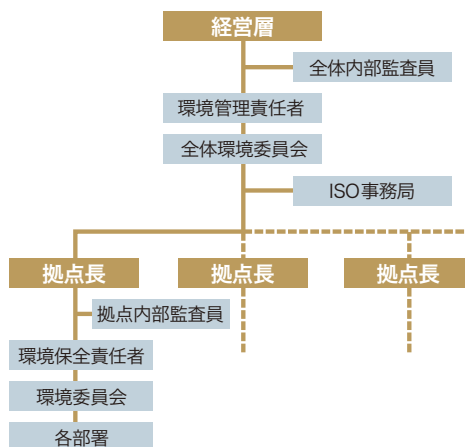 経営層
全体内部監査員
環境管理責任者
全体環境委員会
ISO事務局
拠点長
拠点長
拠点長
拠点内部監査員
環境保全責任者
環境委員会
各部署